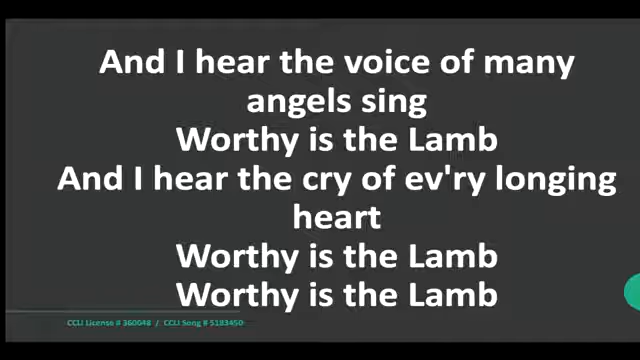 And I hear the voice of many
angels sing
Worthy is the Lamb
And I hear the cry of ev'ry longing
heart
Worthy is the Lamb
Worthy is the Lamb
CCLI License # 360048 / CCLI Song # 5183450